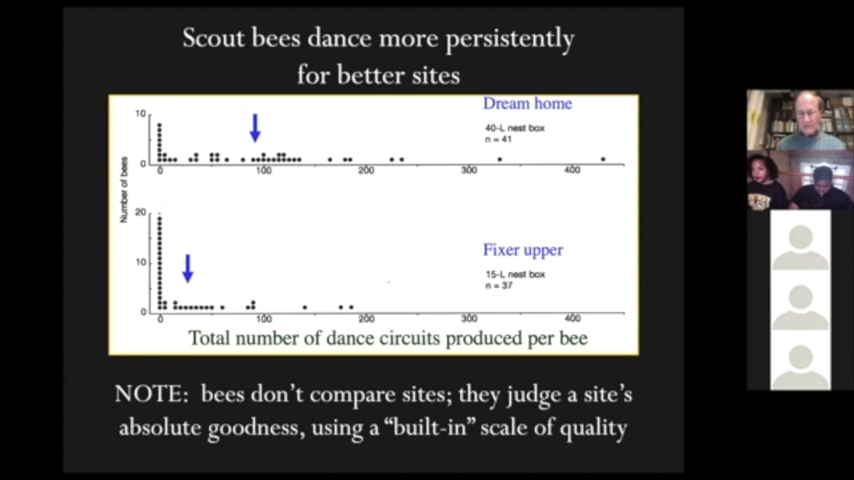 Scout bees dance more persistently
for better sites
Dream home
40-L nest box
n = 41
Number of bees
10
0
0 100 200 300 400
20
10
0
Fixer upper
15-L nest box
n = 37
0 100 200 300 400
Total number of dance circuits produced per bee
NOTE: bees don't compare sites; they judge a site's
absolute goodness, using a “built-in” scale of quality